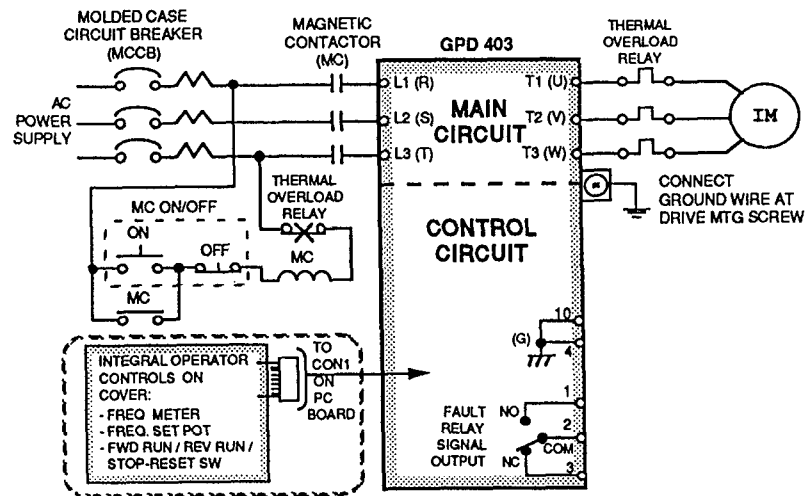 MOLDED CASE
CIRCUIT BREAKER
(MCCB)
MAGNETIC
CONTACTOR
(MC)
GPD 403
THERMAL
OVERLOAD
RELAY
AC
POWER
SUPPLY
L1 (R)
L2 (S)
L3 (T)
MAIN
CIRCUIT
T1 (U)
T2 (V)
T3 (W)
IM
CONNECT
GROUND WIRE AT
DRIVE MTG SCREW
THERMAL
OVERLOAD
RELAY
MC ON/OFF
ON
OFF
MC
MC
CONTROL
CIRCUIT
10
(G)
4
INTEGRAL OPERATOR
CONTROLS ON
COVER:
- FREQ METER
- FREQ. SET POT
- FWD RUN / REV RUN /
STOP-RESET SW
TO
CON1
ON
PC
BOARD
FAULT
RELAY
SIGNAL
OUTPUT
NO
1
2
COM
NC
3